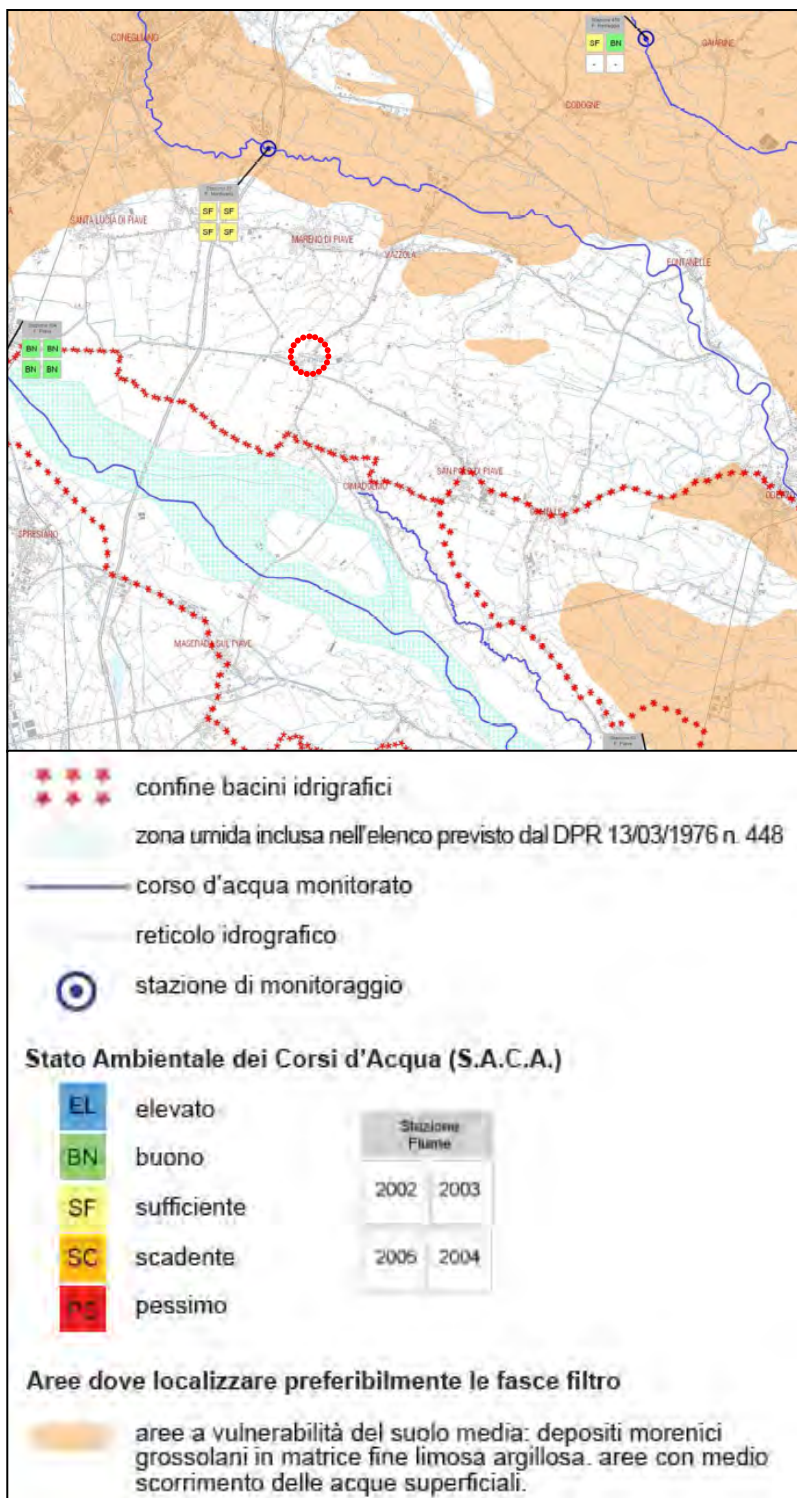 CONEGLIANO
SF BN
- -
GAIARINE
CODOGNE
SF SF
SF SF
SANTA LUCIA DI PIAVE
MARENO DI PIAVE
VAZZOLA
FONTANELLE
BN BN
BN BN
SAN POLO DI PIAVE
CIMADOLMO
SPRESIANO
MASERADA SUL PIAVE
confine bacini idrigrafici
zona umida inclusa nell'elenco previsto dal DPR 13/03/1976 n. 448
corso d'acqua monitorato
reticolo idrografico
stazione di monitoraggio
Stato Ambientale dei Corsi d'Acqua (S.A.C.A.)
EL elevato
BN buono
SF sufficiente
SC scadente
PS pessimo
Stazione
Fiume
2002 2003
2005 2004
Aree dove localizzare preferibilmente le fasce filtro
aree a vulnerabilità del suolo media: depositi morenici
grossolani in matrice fine limosa argillosa. aree con medio
scorrimento delle acque superficiali.